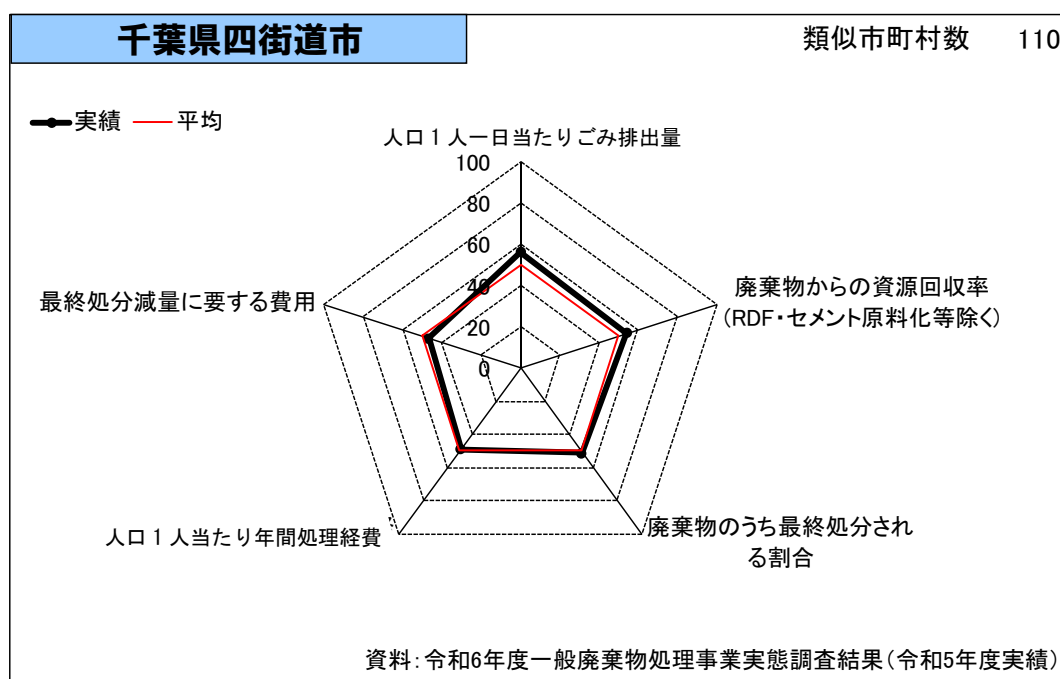 千葉県四街道市
類似市町村数 110
実績 平均
人口1人一日当たりごみ排出量
100
80
60
40
20
0
廃棄物からの資源回収率
(RDF・セメント原料化等除く)
最終処分減量に要する費用
人口1人当たり年間処理経費
廃棄物のうち最終処分され
る割合
資料:令和6年度一般廃棄物処理事業実態調査結果(令和5年度実績)